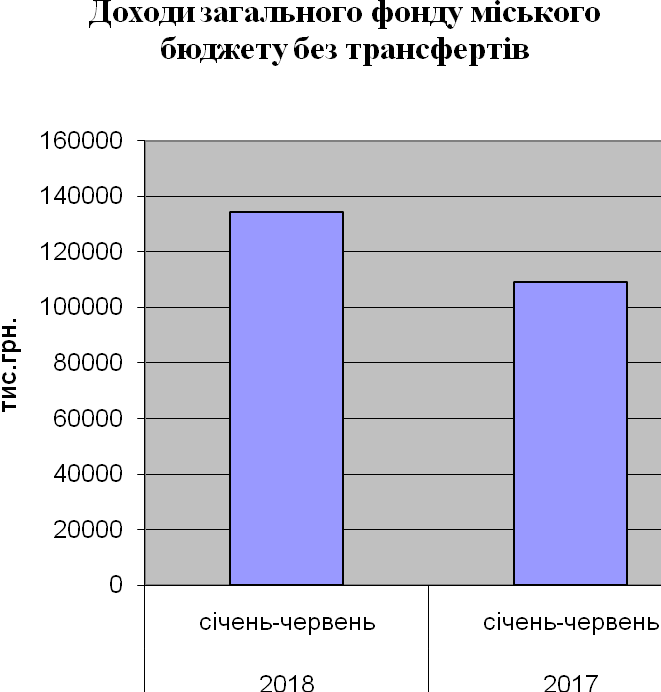 Доходи загального фонду міського
бюджету без трансфертів
160000
140000
120000
100000
80000
60000
40000
20000
0
тис.грн.
січень-червень
січень-червень
2018
2017